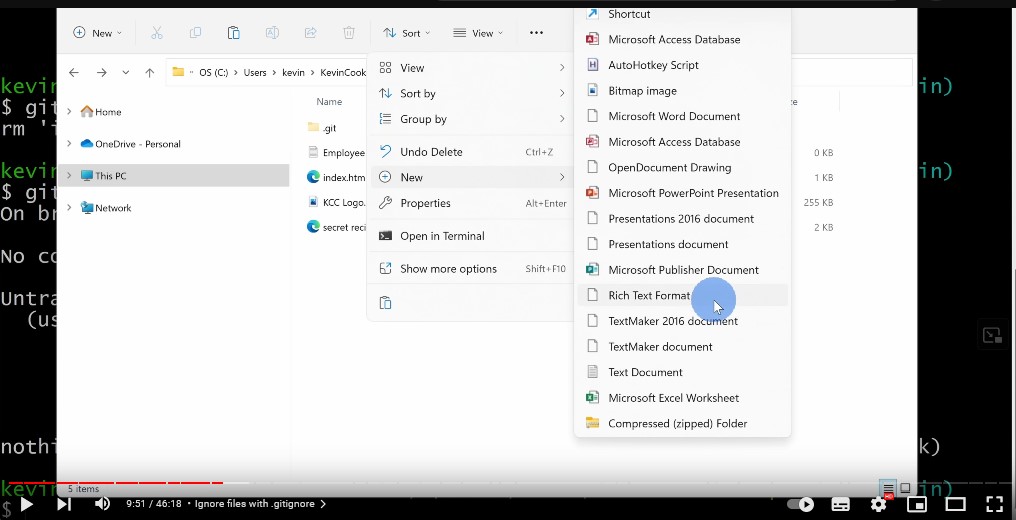 New
Sort
View
OS (C:) > Users > kevin > KevinCook
Home
OneDrive - Personal
This PC
Network
Name
.git
Employee
index.htm
KCC Logo.
secret reci
0 KB
1 KB
255 KB
2 KB
5 items
View
Sort by
Group by
Undo Delete Ctrl+Z
New
Properties Alt+Enter
Open in Terminal
Show more options Shift+F10
Shortcut
Microsoft Access Database
AutoHotkey Script
Bitmap image
Microsoft Word Document
Microsoft Access Database
OpenDocument Drawing
Microsoft PowerPoint Presentation
Presentations 2016 document
Presentations document
Microsoft Publisher Document
Rich Text Format
TextMaker 2016 document
TextMaker document
Text Document
Microsoft Excel Worksheet
Compressed (zipped) Folder
kevin
in)
$ git
rm 'i
kevin
in)
$ git
On br
No co
Untra
(us
nothi
k)
kevin
in)
$
9:51 / 46:18 • Ignore files with .gitignore >
HD